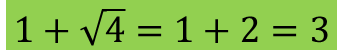 1 + √4 = 1 + 2 = 3